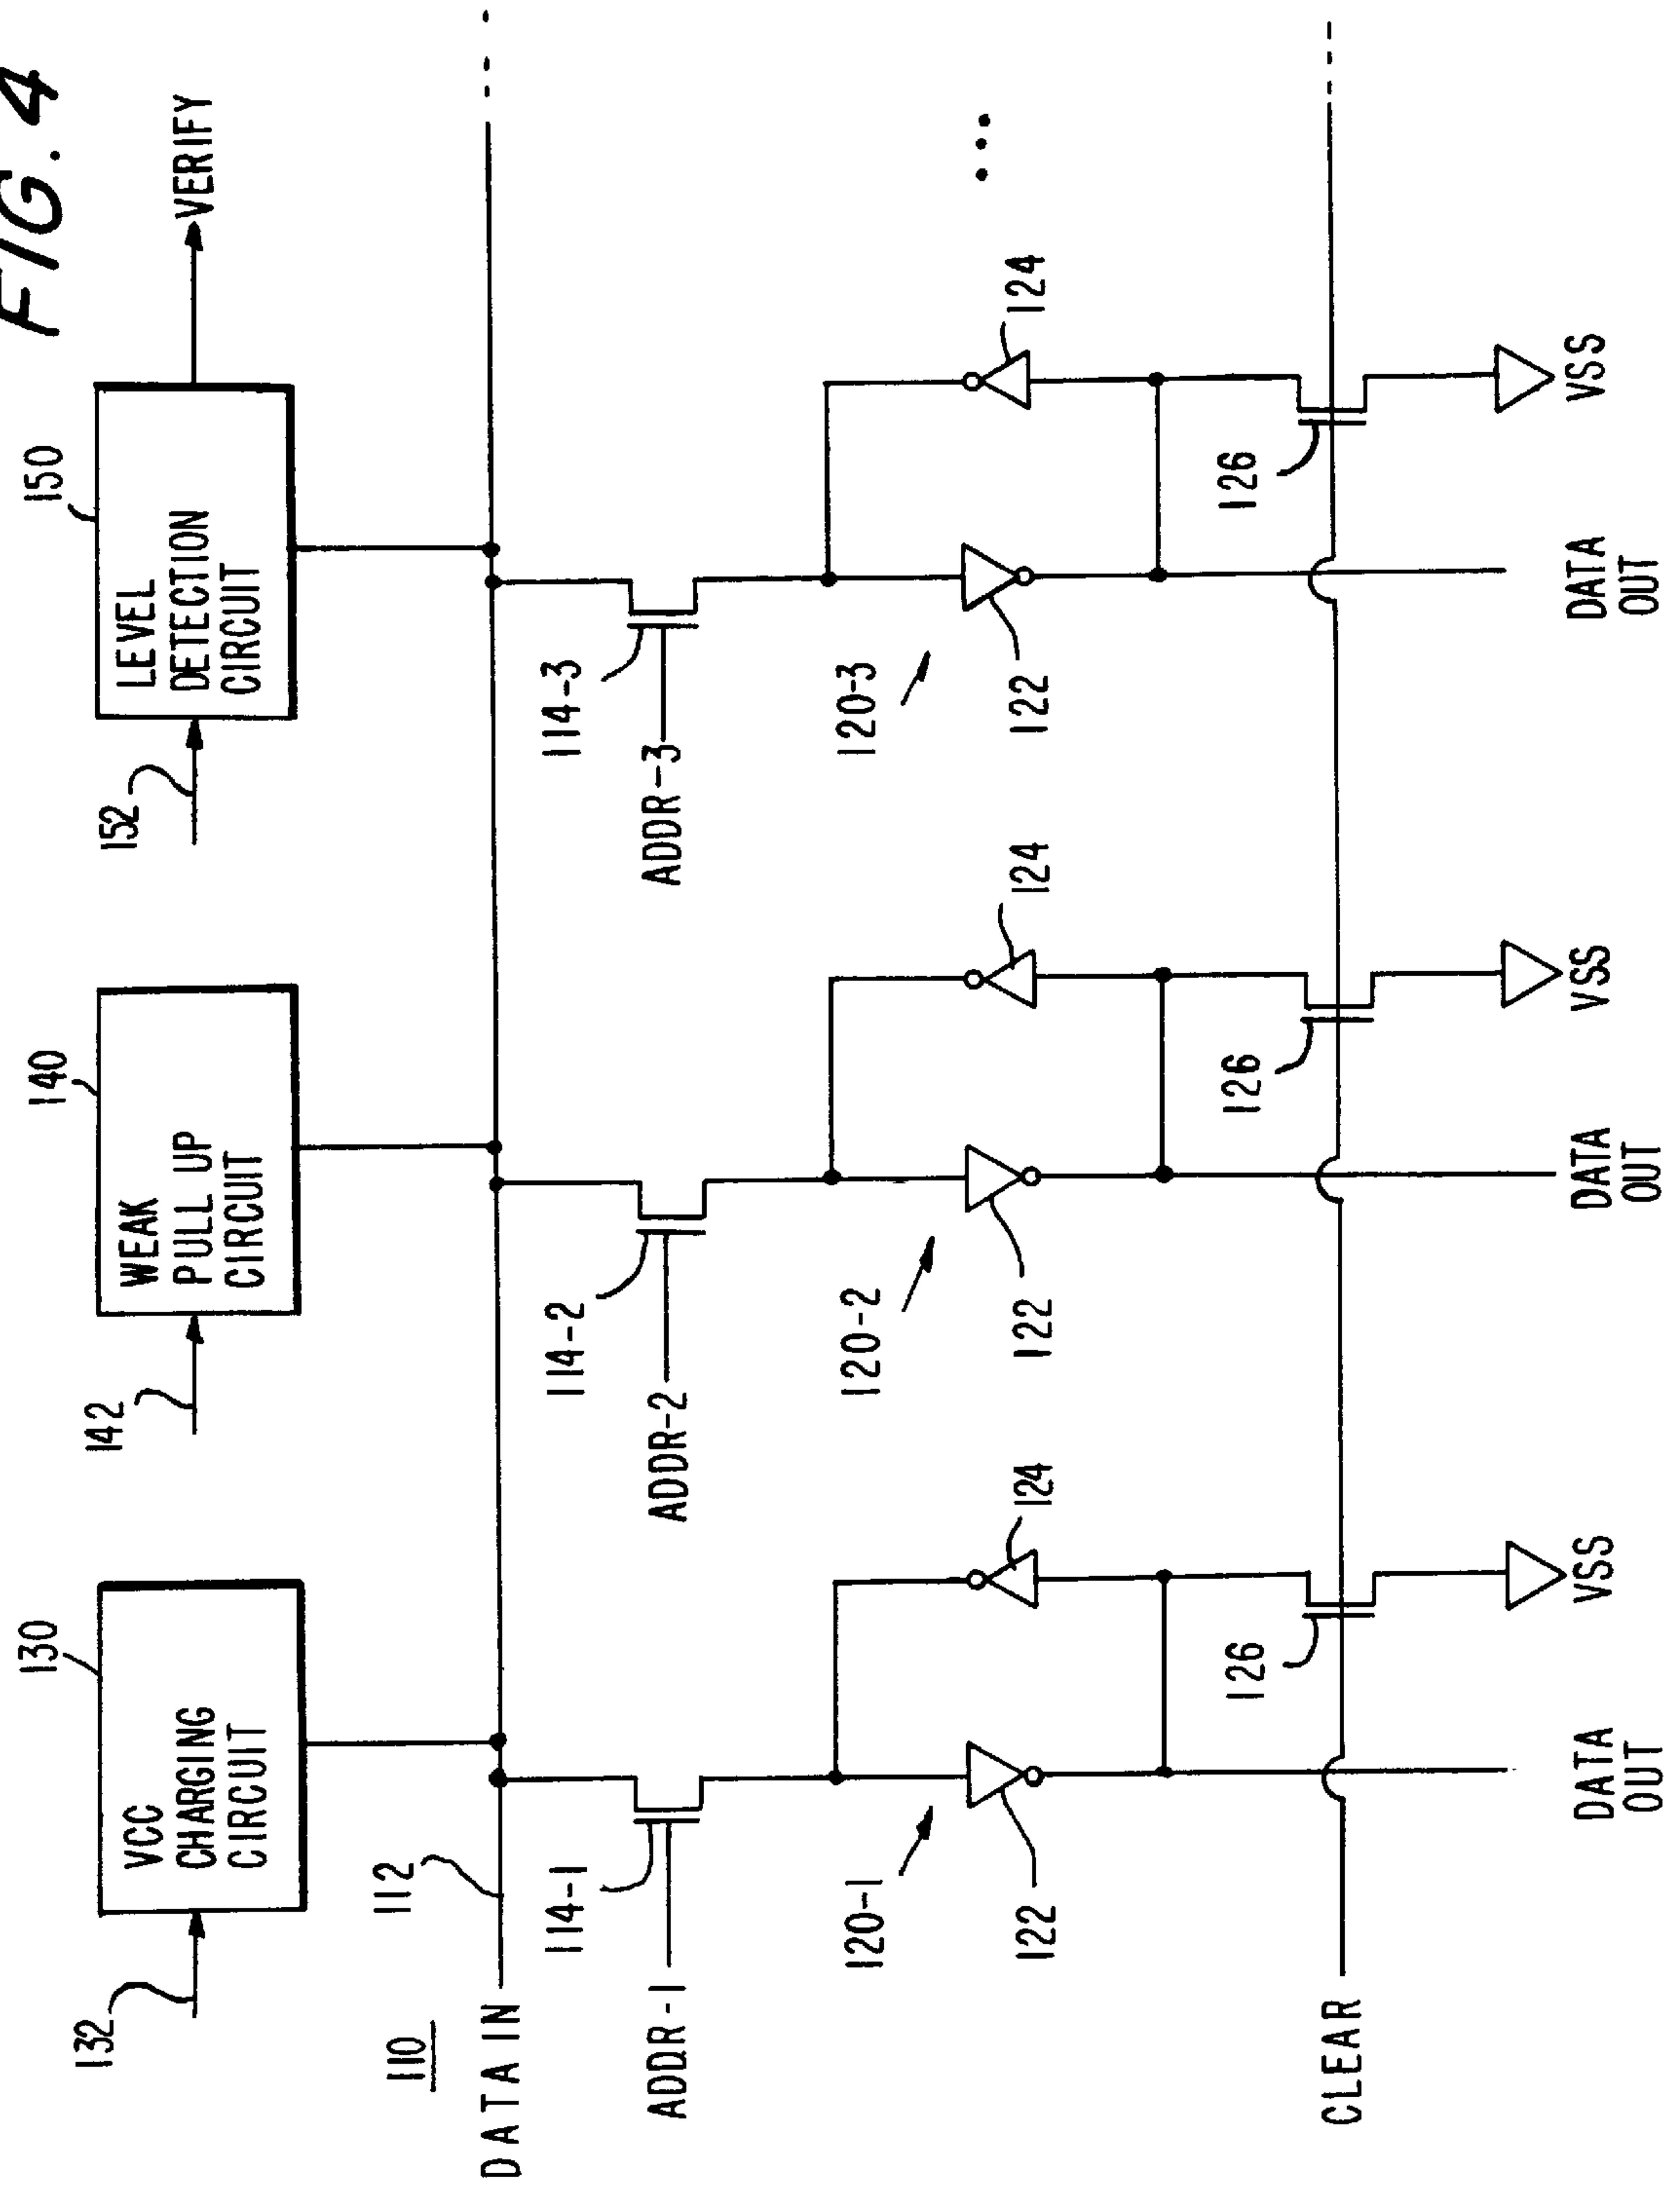 FIG. 4
130
140
150
132
VCC
CHARGING
CIRCUIT
142
WEAK
PULL UP
CIRCUIT
152
LEVEL
DETECTION
CIRCUIT
VERIFY
110
112
DATA IN
114-1
114-2
114-3
ADDR-1
ADDR-2
ADDR-3
120-1
120-2
120-3
122
124
122
124
122
124
126
126
126
CLEAR
DATA
OUT
VSS
DATA
OUT
VSS
DATA
OUT
VSS